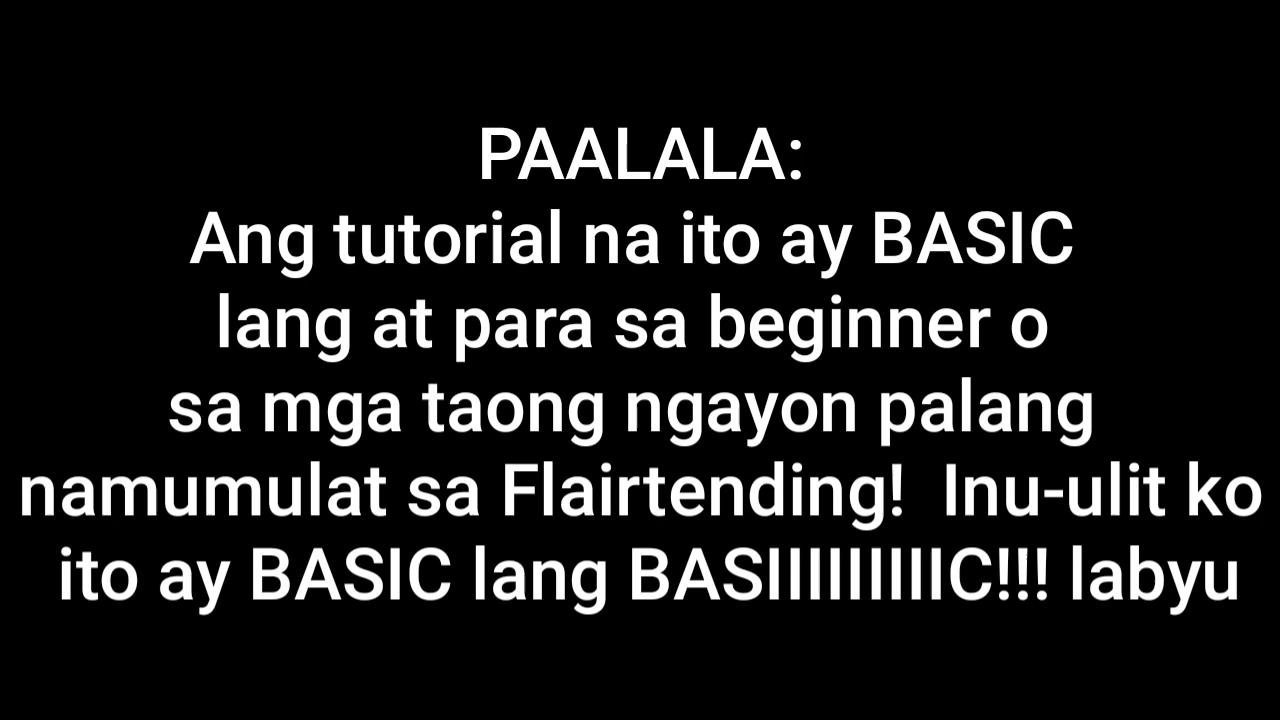 PAALALA:
Ang tutorial na ito ay BASIC
lang at para sa beginner o
sa mga taong ngayon palang
namumulat sa Flairtending!  Inu-ulit ko
ito ay BASIC lang BASIIIIIIIIIC!!! labyu